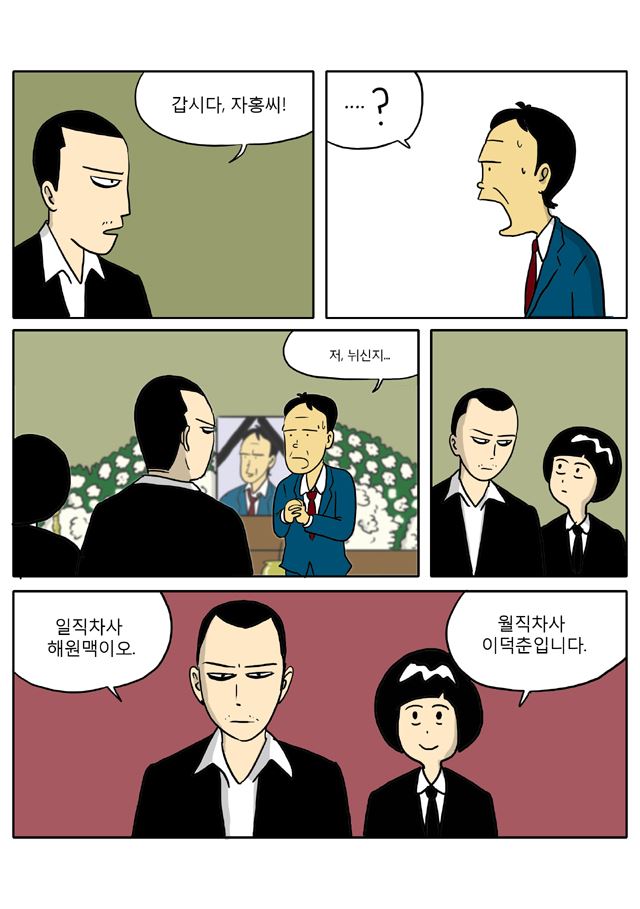 갑시다, 자홍씨!
.... ?
저, 뉘신지...
일직차사
해원맥이오.
월직차사
이덕춘입니다.